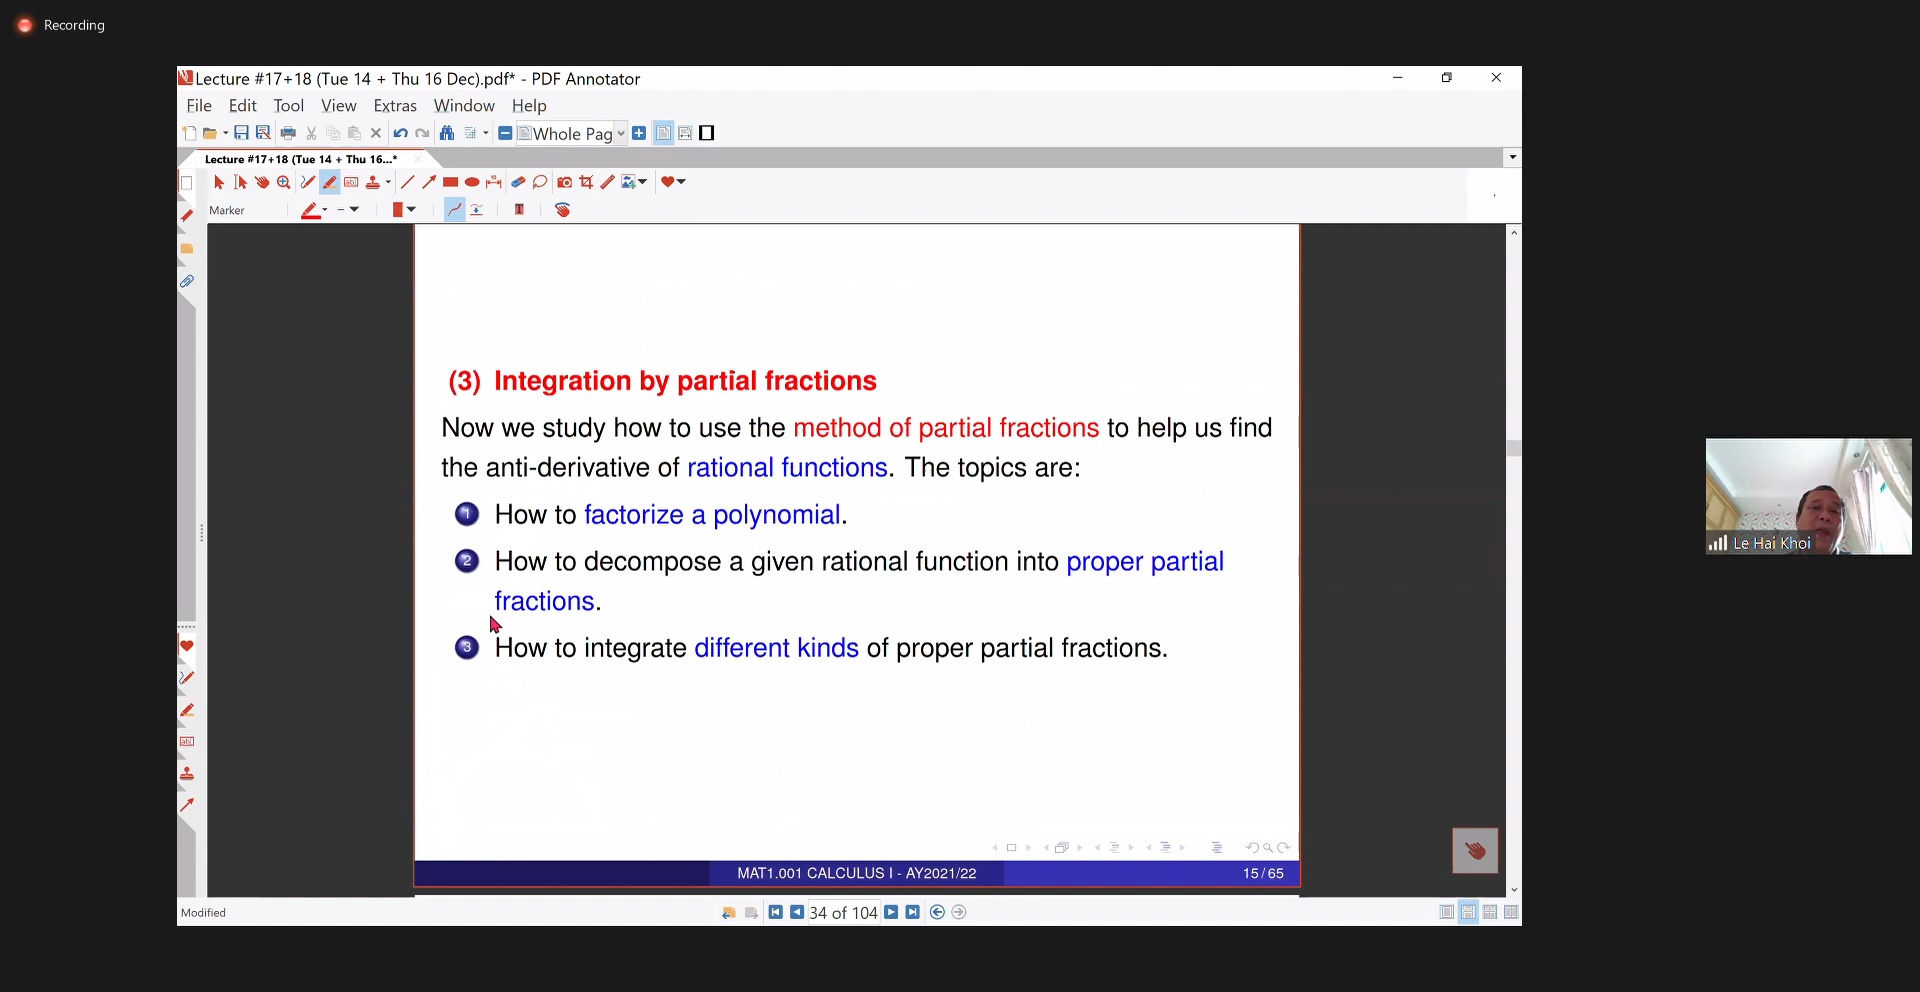 Recording
Lecture #17+18 (Tue 14 + Thu 16 Dec).pdf* - PDF Annotator
File Edit Tool View Extras Window Help
Whole Pag
Lecture #17+18 (Tue 14 + Thu 16...*
Marker
(3) Integration by partial fractions
Now we study how to use the method of partial fractions to help us find
the anti-derivative of rational functions. The topics are:
1 How to factorize a polynomial.
2 How to decompose a given rational function into proper partial
fractions.
3 How to integrate different kinds of proper partial fractions.
Le Hai Khoi
MAT1.001 CALCULUS I - AY2021/22 15/65
Modified
34 of 104